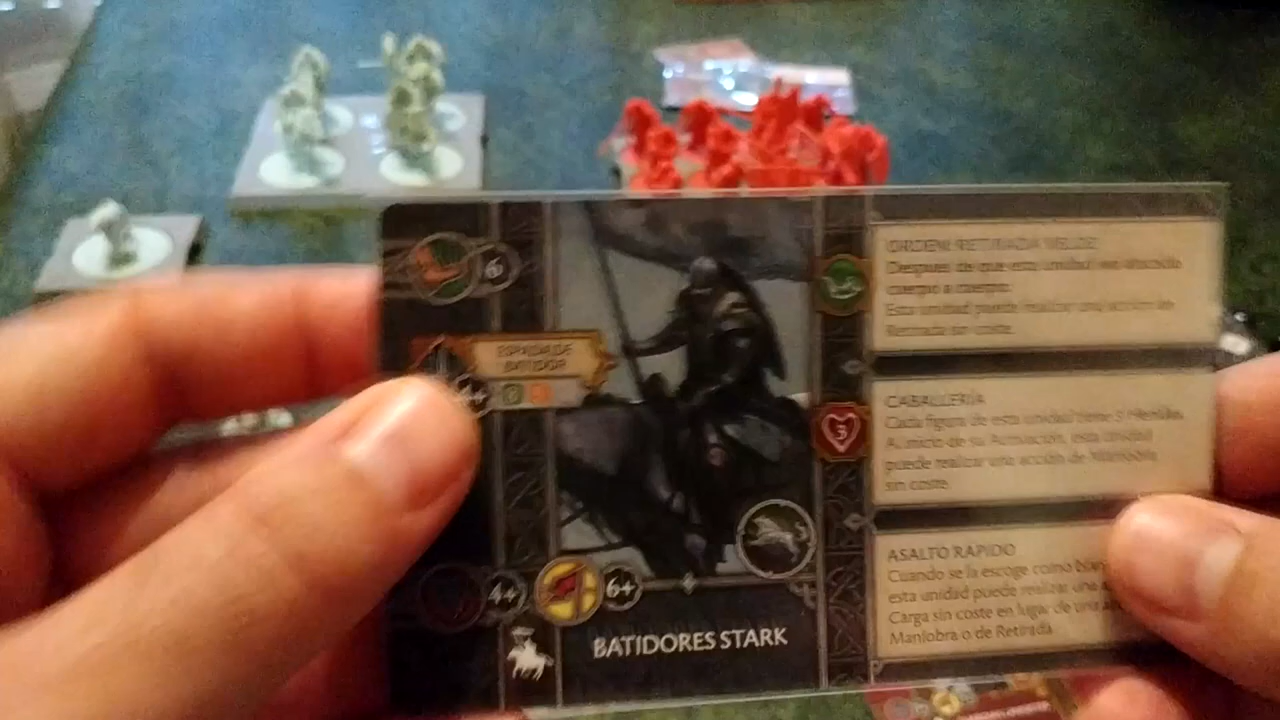 6
ESPADA DE
BATIDOR
4+
6+
BATIDORES STARK
3
ORDEN: RETIRADA VELOZ
Después de que esta unidad sea atacada
cuerpo a cuerpo:
Esta unidad puede realizar una acción de
Retirada sin coste.
CABALLERÍA
Cada figura de esta unidad tiene 3 Heridas.
Al inicio de su Activación, esta unidad
puede realizar una acción de Maniobra
sin coste.
ASALTO RÁPIDO
Cuando se la escoge como
esta unidad puede realizar una
Carga sin coste en lugar de una
Maniobra o de Retirada.